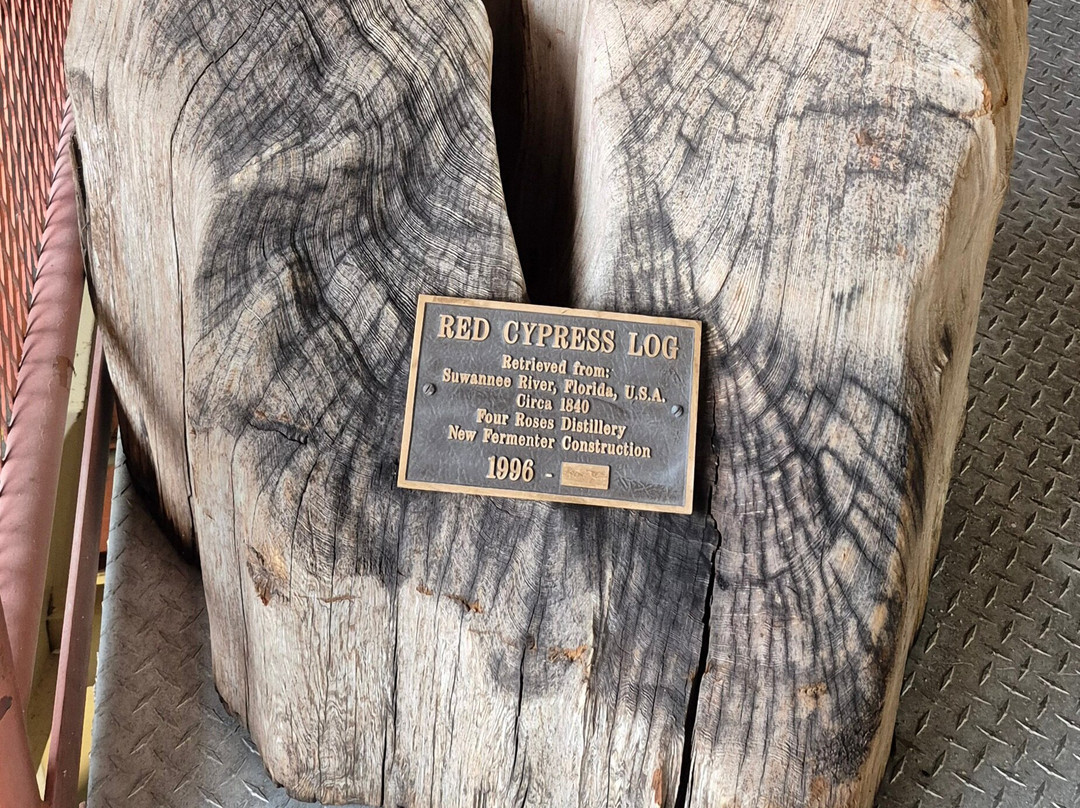 RED CYPRESS LOG
Retrieved from:
Suwannee River, Florida, U.S.A.
Circa 1840
Four Roses Distillery
New Fermenter Construction
1996 -